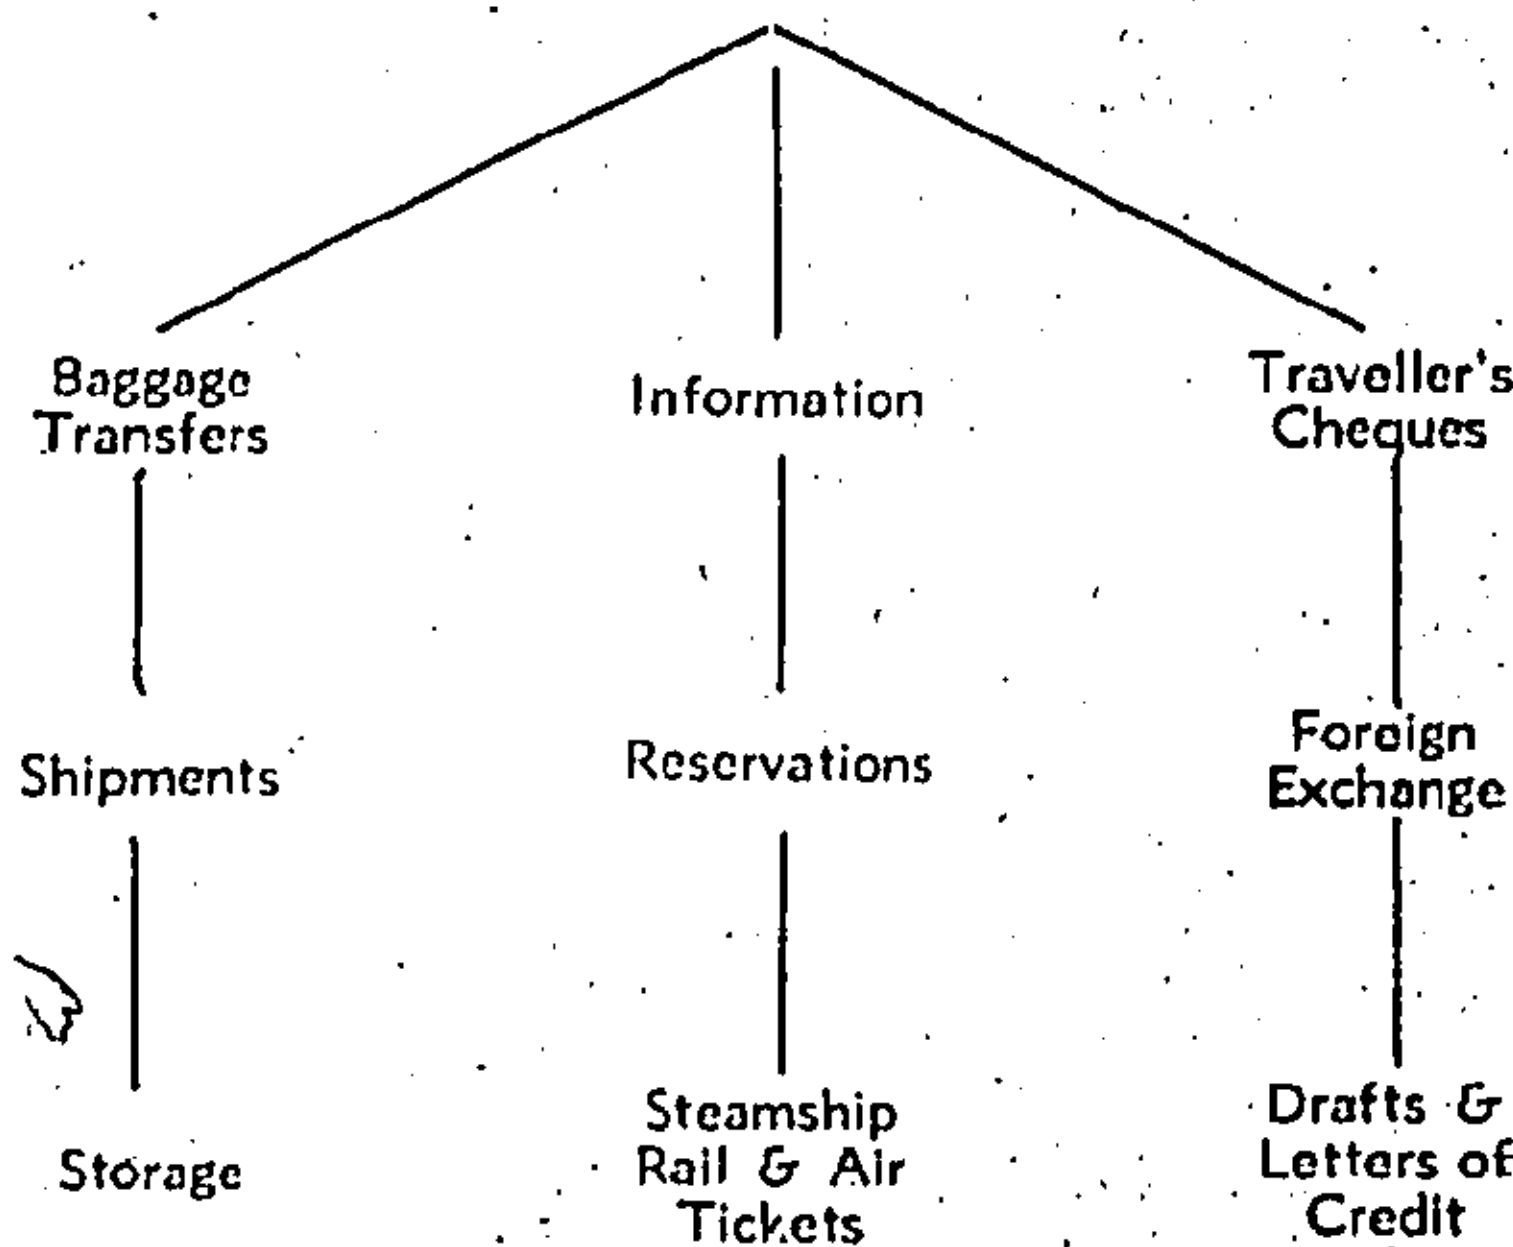 Baggage
Transfers
Information
Traveller's
Cheques
Shipments
Reservations
Foreign
Exchange
Storage
Steamship
Rail & Air
Tickets
Drafts &
Letters of
Credit